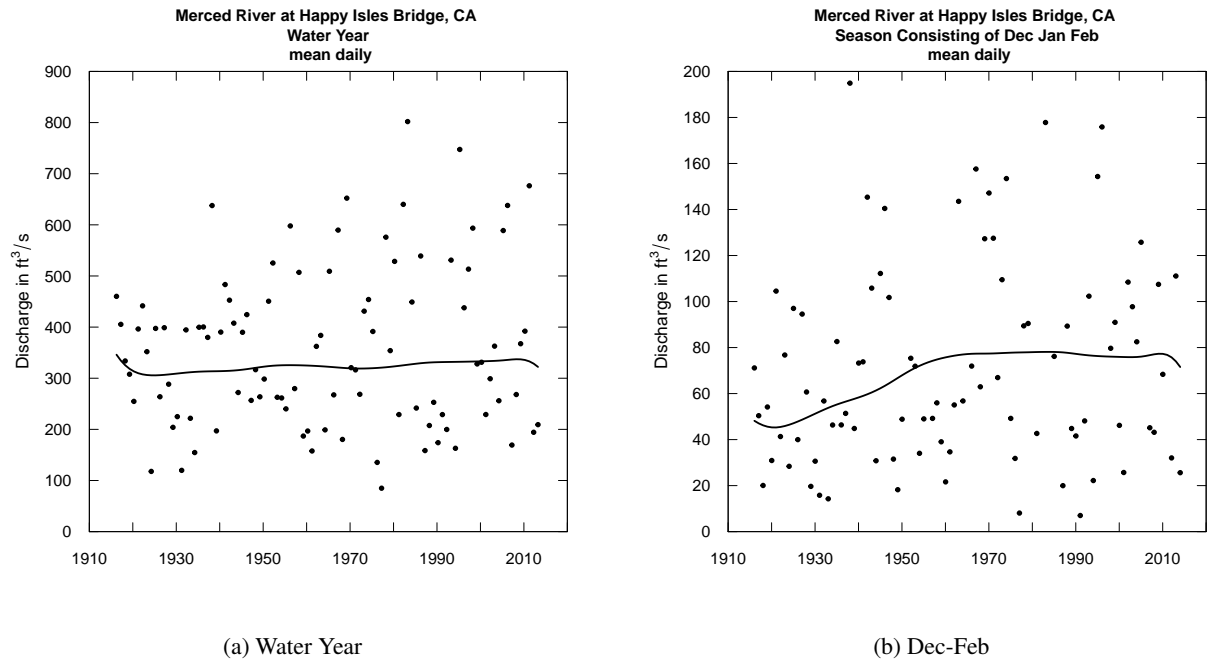 Merced River at Happy Isles Bridge, CA
Water Year
mean daily
900
800
700
600
500
400
300
200
100
0
Discharge in ft³/s
1910 1930 1950 1970 1990 2010
(a) Water Year
Merced River at Happy Isles Bridge, CA
Season Consisting of Dec Jan Feb
mean daily
200
180
160
140
120
100
80
60
40
20
0
Discharge in ft³/s
1910 1930 1950 1970 1990 2010
(b) Dec-Feb